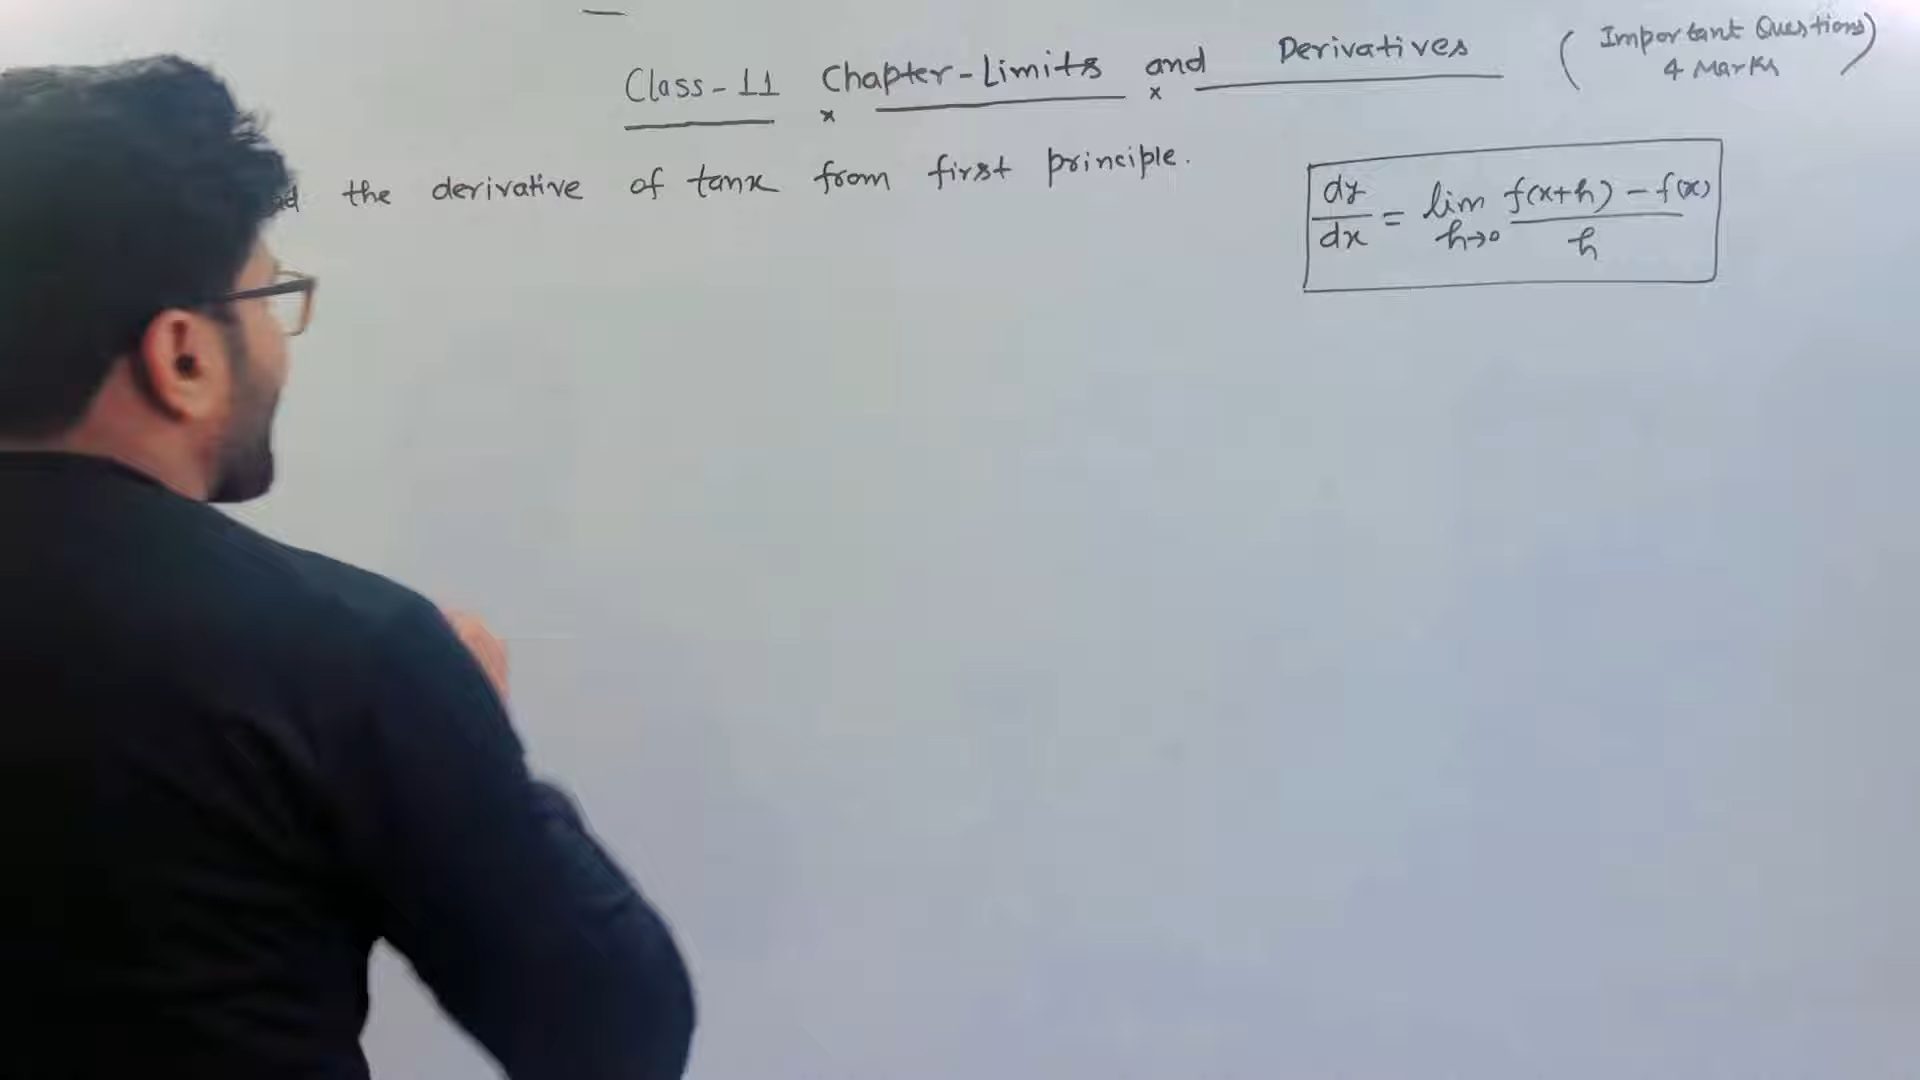 Class-11 Chapter-Limits and Derivatives
(Important Questions)
4 Marks
the derivative of tanx from first principle.
dy/dx = lim h→0 f(x+h) - f(x) / h